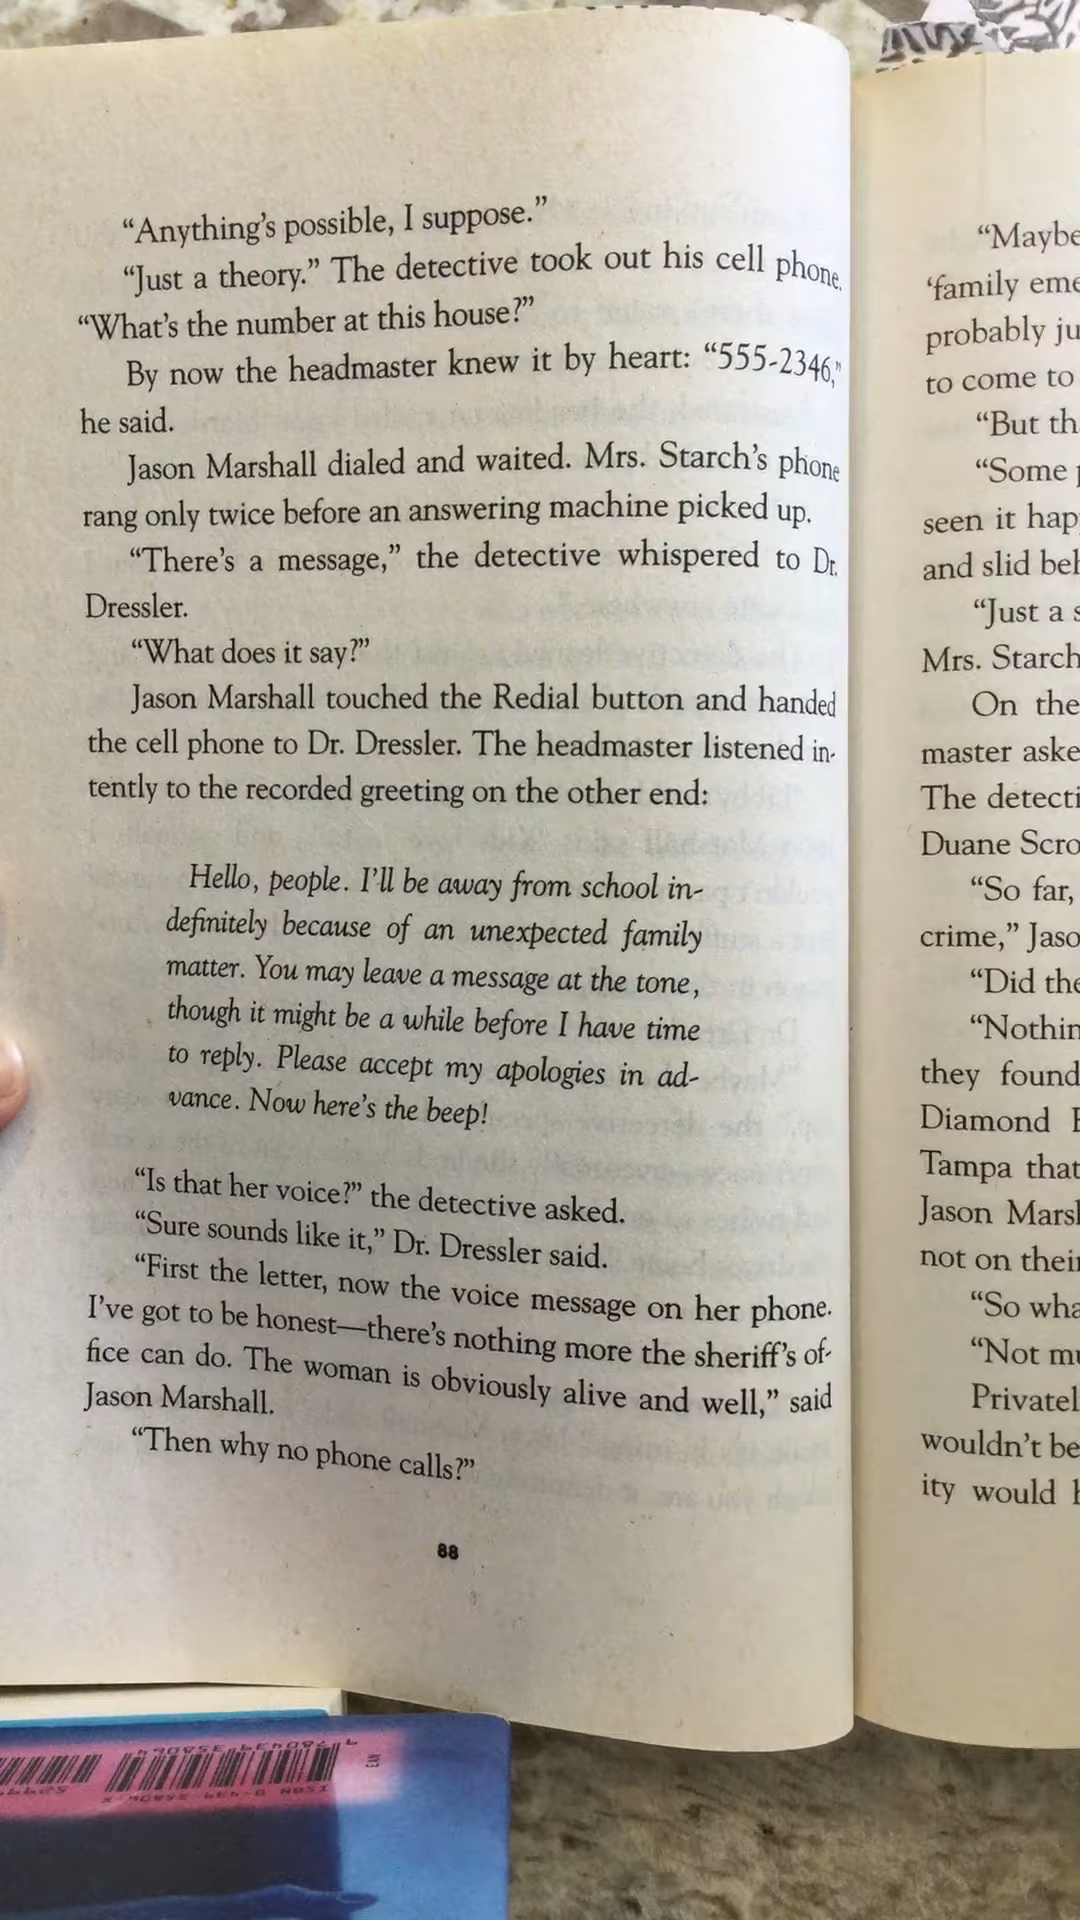 “Anything’s possible, I suppose.”
“Just a theory.” The detective took out his cell phone.
“What’s the number at this house?”
By now the headmaster knew it by heart: “555-2346,”
he said.
Jason Marshall dialed and waited. Mrs. Starch’s phone
rang only twice before an answering machine picked up.
“There’s a message,” the detective whispered to Dr.
Dressler.
“What does it say?”
Jason Marshall touched the Redial button and handed
the cell phone to Dr. Dressler. The headmaster listened in-
tently to the recorded greeting on the other end:
Hello, people. I’ll be away from school in-
definitely because of an unexpected family
matter. You may leave a message at the tone,
though it might be a while before I have time
to reply. Please accept my apologies in ad-
vance. Now here’s the beep!
“Is that her voice?” the detective asked.
“Sure sounds like it,” Dr. Dressler said.
“First the letter, now the voice message on her phone.
I’ve got to be honest—there’s nothing more the sheriff’s of-
fice can do. The woman is obviously alive and well,” said
Jason Marshall.
“Then why no phone calls?”
88
“Maybe
‘family eme
probably ju
to come to
“But th
“Some
seen it hap
and slid beh
“Just a s
Mrs. Starch
On the
master aske
The detecti
Duane Scro
“So far,
crime,” Jaso
“Did the
“Nothin
they found
Diamond
Tampa that
Jason Marsh
not on their
“So wha
“Not mu
Privatel
wouldn’t be
ity would
EAN